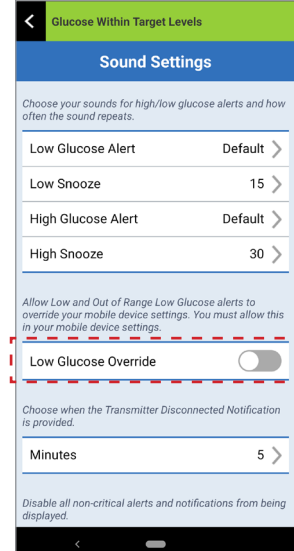 Glucose Within Target Levels
Sound Settings
Choose your sounds for high/low glucose alerts and how
often the sound repeats.
Low Glucose Alert Default
Low Snooze 15
High Glucose Alert Default
High Snooze 30
Allow Low and Out of Range Low Glucose alerts to
override your mobile device settings. You must allow this
in your mobile device settings.
Low Glucose Override
Choose when the Transmitter Disconnected Notification
is provided.
Minutes 5
Disable all non-critical alerts and notifications from being
displayed.